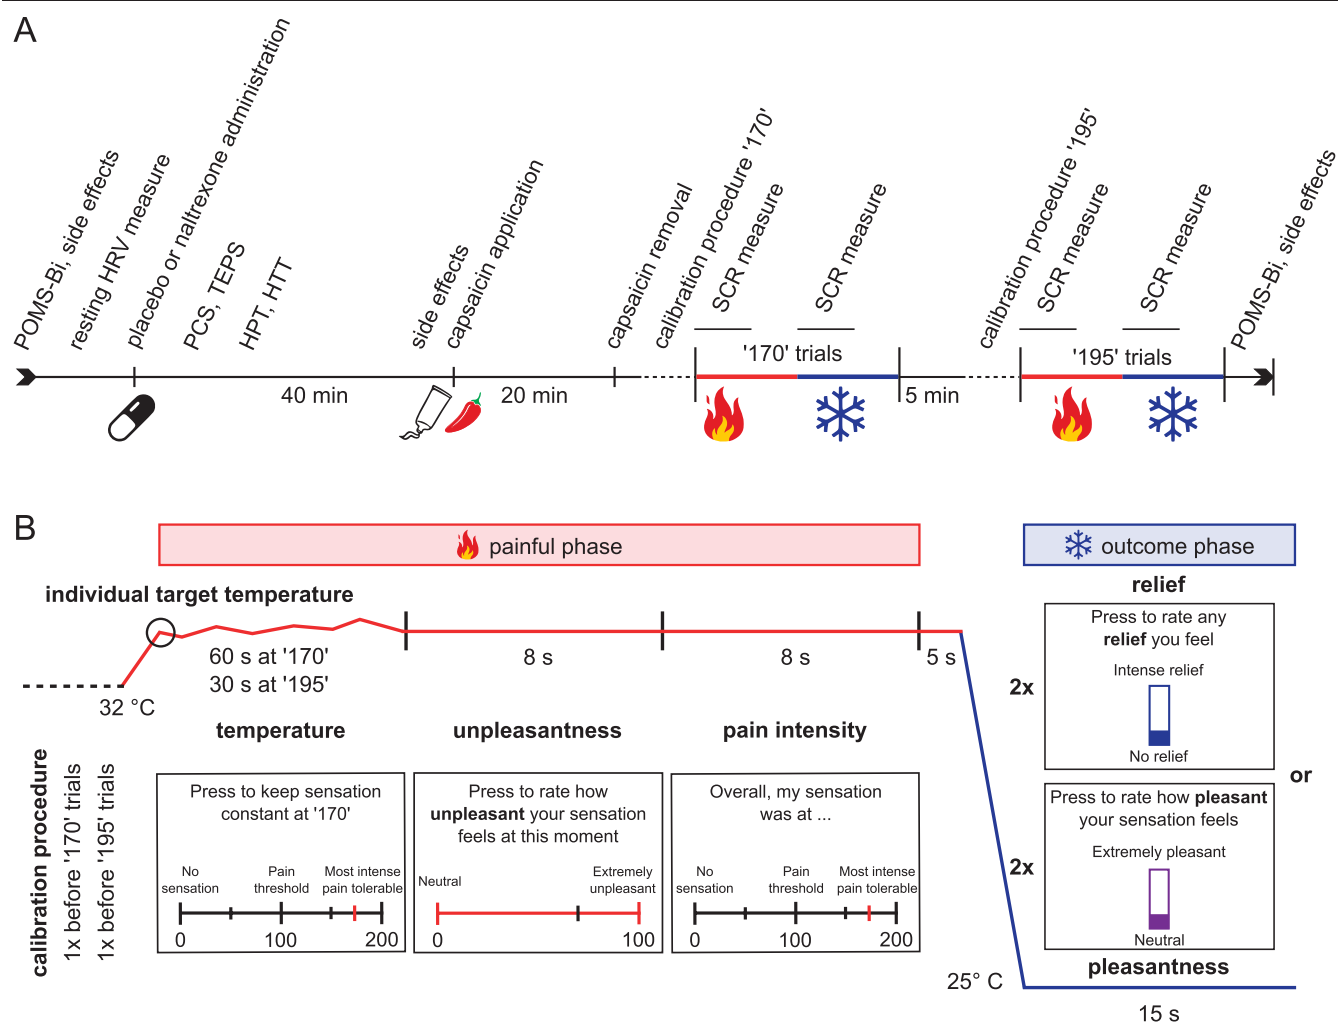 A
POMS-Bi, side effects
resting HRV measure
placebo or naltrexone administration
PCS, TEPS
HPT, HTT
side effects
capsaicin application
capsaicin removal
calibration procedure '170'
SCR measure
SCR measure
calibration procedure '195'
SCR measure
SCR measure
POMS-Bi, side effects
'170' trials
'195' trials
40 min
20 min
5 min
B
painful phase
outcome phase
individual target temperature
relief
60 s at '170'
30 s at '195'
8 s
8 s
5 s
32 °C
temperature
unpleasantness
pain intensity
calibration procedure
1x before '170' trials
1x before '195' trials
Press to keep sensation
constant at '170'
No
sensation
Pain
threshold
Most intense
pain tolerable
0
100
200
Press to rate how
unpleasant your sensation
feels at this moment
Neutral
Extremely
unpleasant
0
100
Overall, my sensation
was at ...
No
sensation
Pain
threshold
Most intense
pain tolerable
0
100
200
2x
Press to rate any
relief you feel
Intense relief
No relief
or
2x
Press to rate how pleasant
your sensation feels
Extremely pleasant
Neutral
pleasantness
25° C
15 s